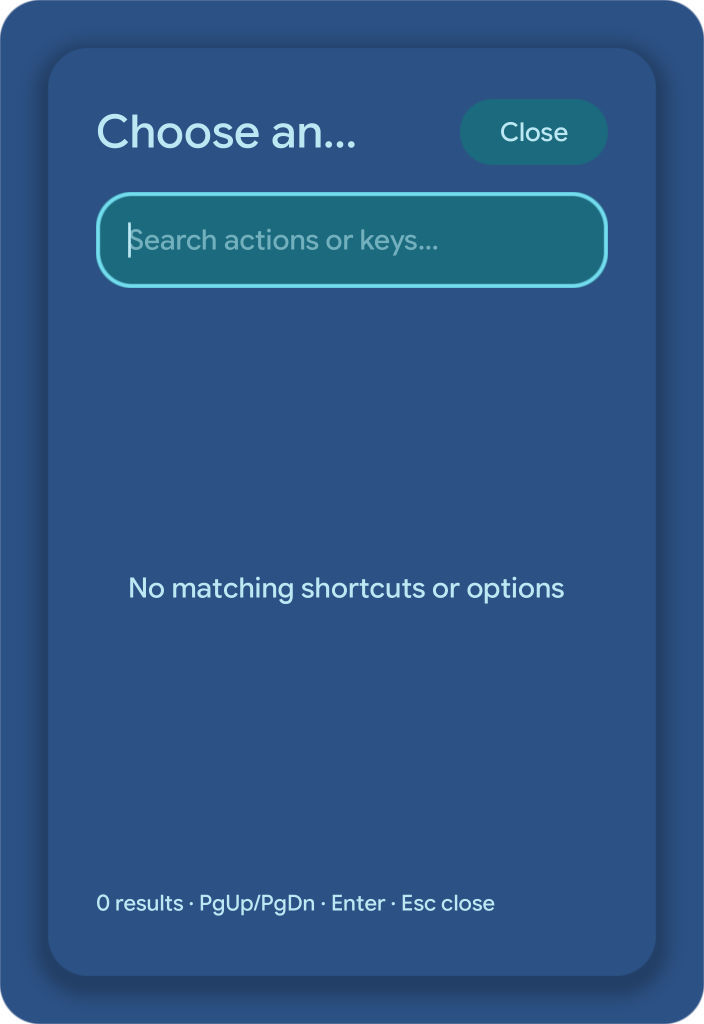 Choose an...
Close
Search actions or keys...
No matching shortcuts or options
0 results · PgUp/PgDn · Enter · Esc close